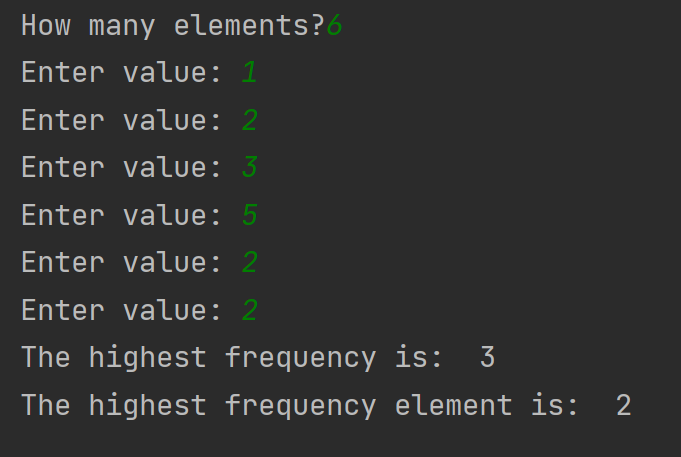 How many elements?6
Enter value: 1
Enter value: 2
Enter value: 3
Enter value: 5
Enter value: 2
Enter value: 2
The highest frequency is:  3
The highest frequency element is:  2